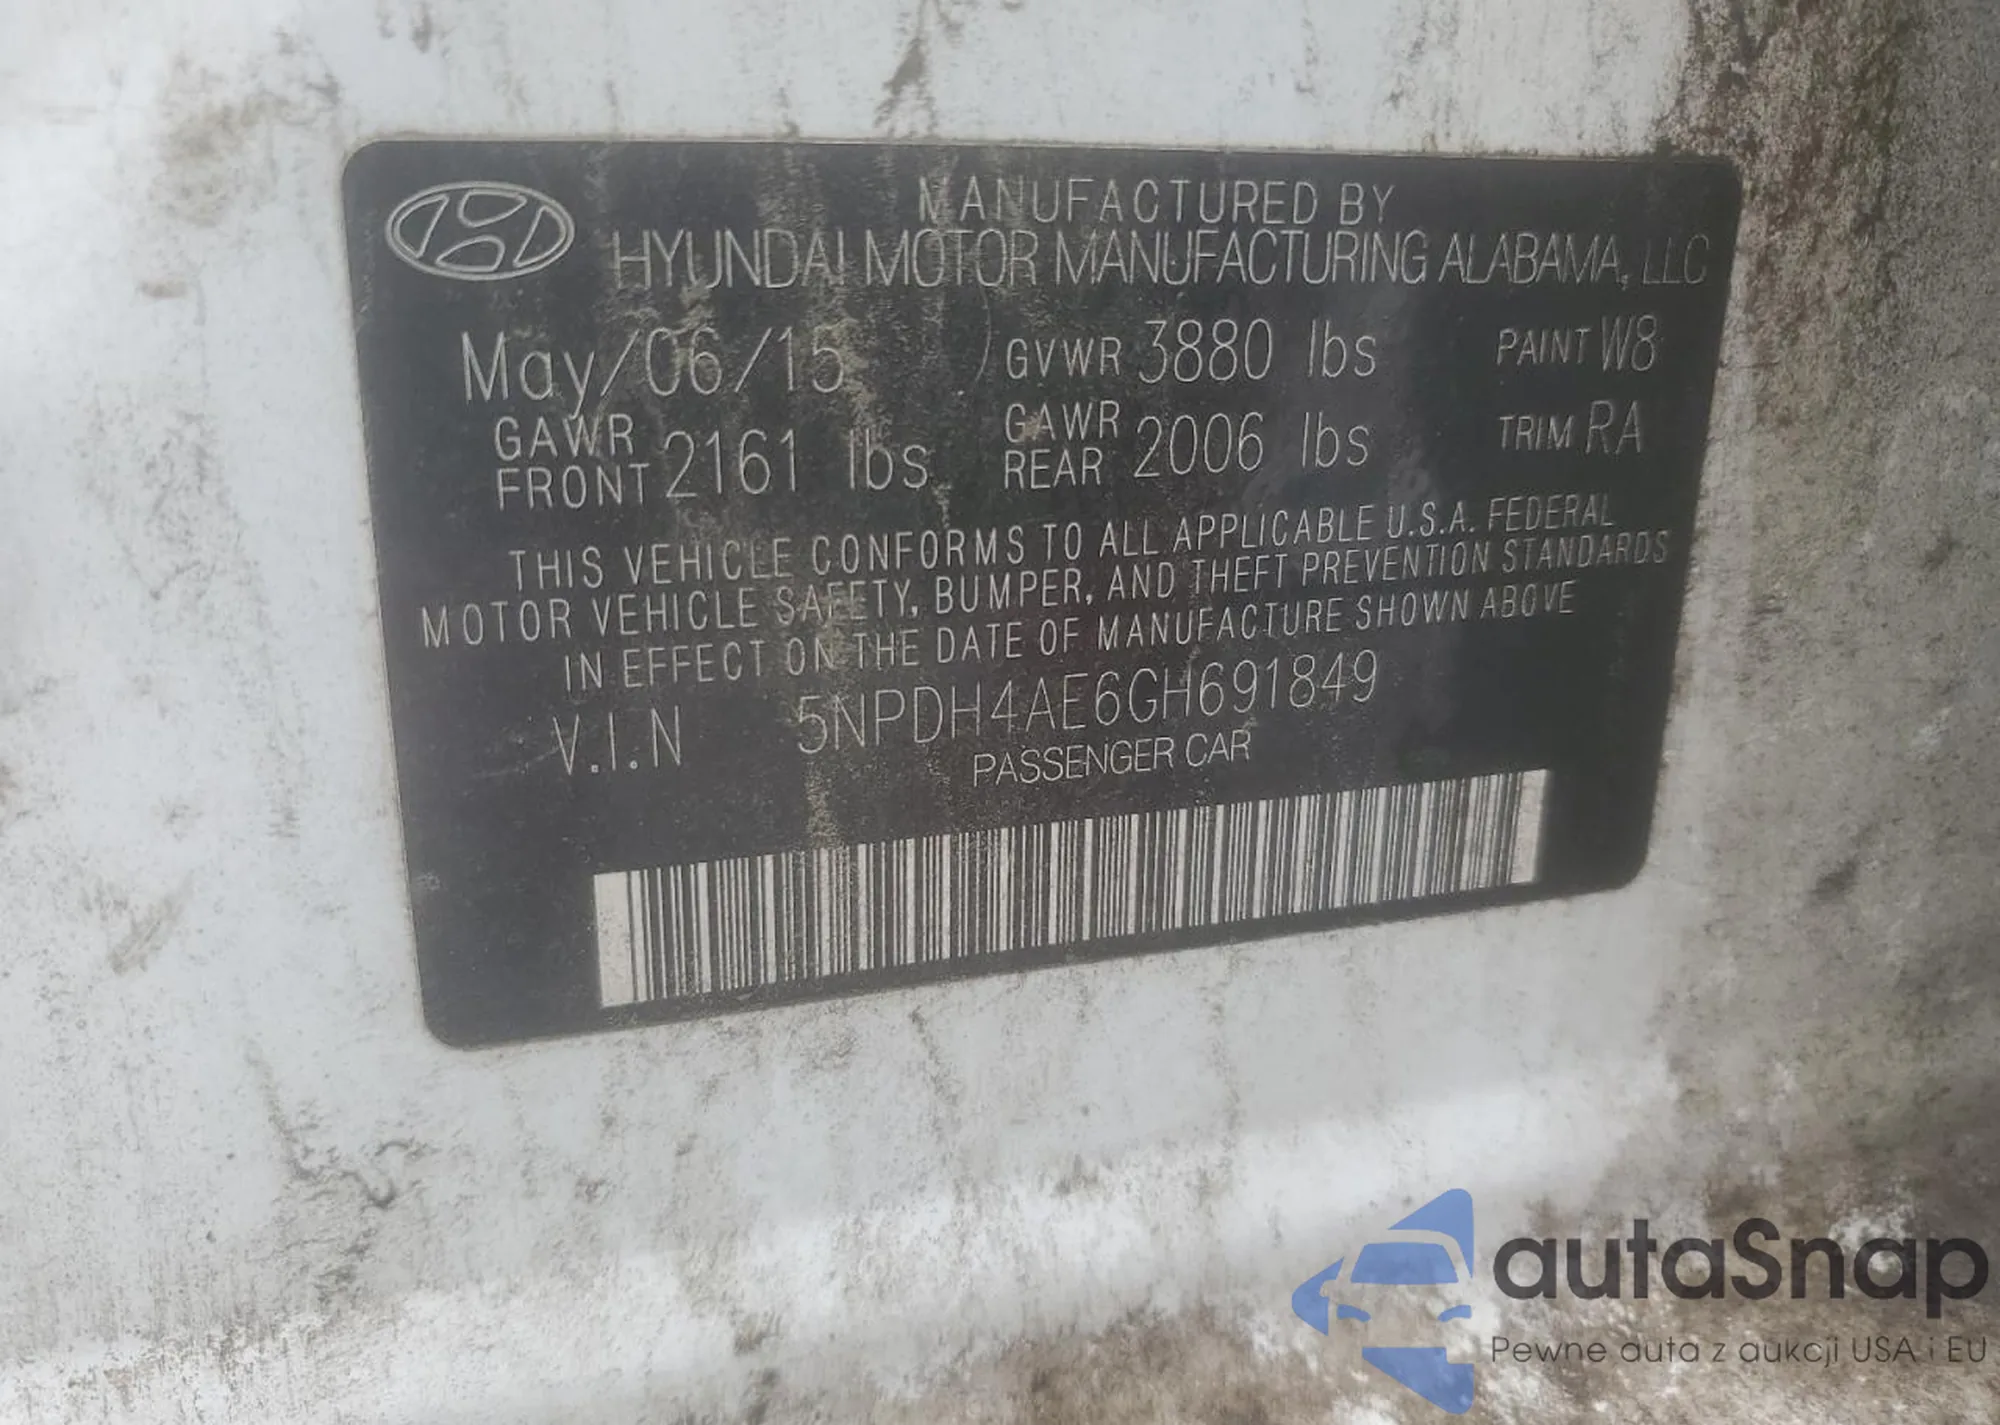 MANUFACTURED BY
HYUNDAI MOTOR MANUFACTURING ALABAMA, LLC
May/06/15 GVWR 3880 lbs PAINT W8
GAWR FRONT 2161 lbs GAWR REAR 2006 lbs TRIM RA
THIS VEHICLE CONFORMS TO ALL APPLICABLE U.S.A. FEDERAL
MOTOR VEHICLE SAFETY, BUMPER, AND THEFT PREVENTION STANDARDS
IN EFFECT ON THE DATE OF MANUFACTURE SHOWN ABOVE
V.I.N 5NPDH4AE6GH691849
PASSENGER CAR
autaSnap
Pewne auta z aukcji USA i EU